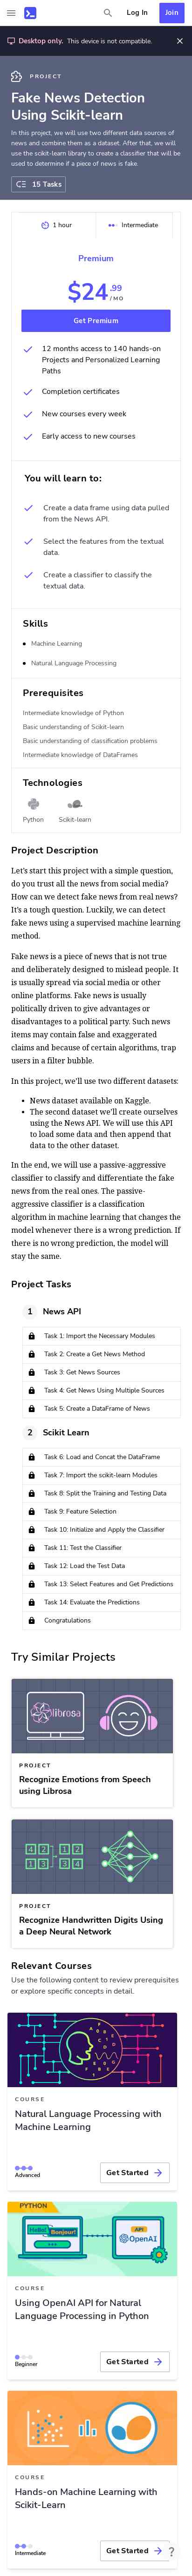 Log In
Join
Desktop only. This device is not compatible.
PROJECT
Fake News Detection
Using Scikit-learn
In this project, we will use two different data sources of
news and combine them as a dataset. After that, we will
use the scikit-learn library to create a classifier that will be
used to determine if a piece of news is fake.
15 Tasks
1 hour
Intermediate
Premium
$24.99
/MO
Get Premium
12 months access to 140 hands-on
Projects and Personalized Learning
Paths
Completion certificates
New courses every week
Early access to new courses
You will learn to:
Create a data frame using data pulled
from the News API.
Select the features from the textual
data.
Create a classifier to classify the
textual data.
Skills
Machine Learning
Natural Language Processing
Prerequisites
Intermediate knowledge of Python
Basic understanding of Scikit-learn
Basic understanding of classification problems
Intermediate knowledge of DataFrames
Technologies
Python
Scikit-learn
Project Description
Let's start this project with a simple question,
do you trust all the news from social media?
How can we detect fake news from real news?
It's a tough question. Luckily, we can detect
fake news using a supervised machine learning
model.
Fake news is a piece of news that is not true
and deliberately created to mislead people. It
is usually spread via social media or other
online platforms. Fake news is usually
politically driven to give advantages or
disadvantages to a political party. Such news
items may contain false and exaggerated
claims and because of certain algorithms, trap
users in a filter bubble.
In this project, we'll use two different datasets:
News dataset available on Kaggle.
The second dataset we'll create ourselves
using the News API. We will use this API
to load some data and then append that
data to the other dataset.
In the end, we will use a passive-aggressive
classifier to classify and differentiate the fake
news from the real ones. The passive-
aggressive classifier is a classification
algorithm in machine learning that changes the
model whenever there is a wrong prediction. If
there is no wrong prediction, the model will
stay the same.
Project Tasks
1 News API
Task 1: Import the Necessary Modules
Task 2: Create a Get News Method
Task 3: Get News Sources
Task 4: Get News Using Multiple Sources
Task 5: Create a DataFrame of News
2 Scikit Learn
Task 6: Load and Concat the DataFrame
Task 7: Import the scikit-learn Modules
Task 8: Split the Training and Testing Data
Task 9: Feature Selection
Task 10: Initialize and Apply the Classifier
Task 11: Test the Classifier
Task 12: Load the Test Data
Task 13: Select Features and Get Predictions
Task 14: Evaluate the Predictions
Congratulations
Try Similar Projects
librosa
PROJECT
Recognize Emotions from Speech
using Librosa
PROJECT
Recognize Handwritten Digits Using
a Deep Neural Network
Relevant Courses
Use the following content to review prerequisites
or explore specific concepts in detail.
COURSE
Natural Language Processing with
Machine Learning
Advanced
Get Started
PYTHON
Hello!
Bonjour!
API
OpenAI
COURSE
Using OpenAI API for Natural
Language Processing in Python
Beginner
Get Started
COURSE
Hands-on Machine Learning with
Scikit-Learn
Intermediate
Get Started
?